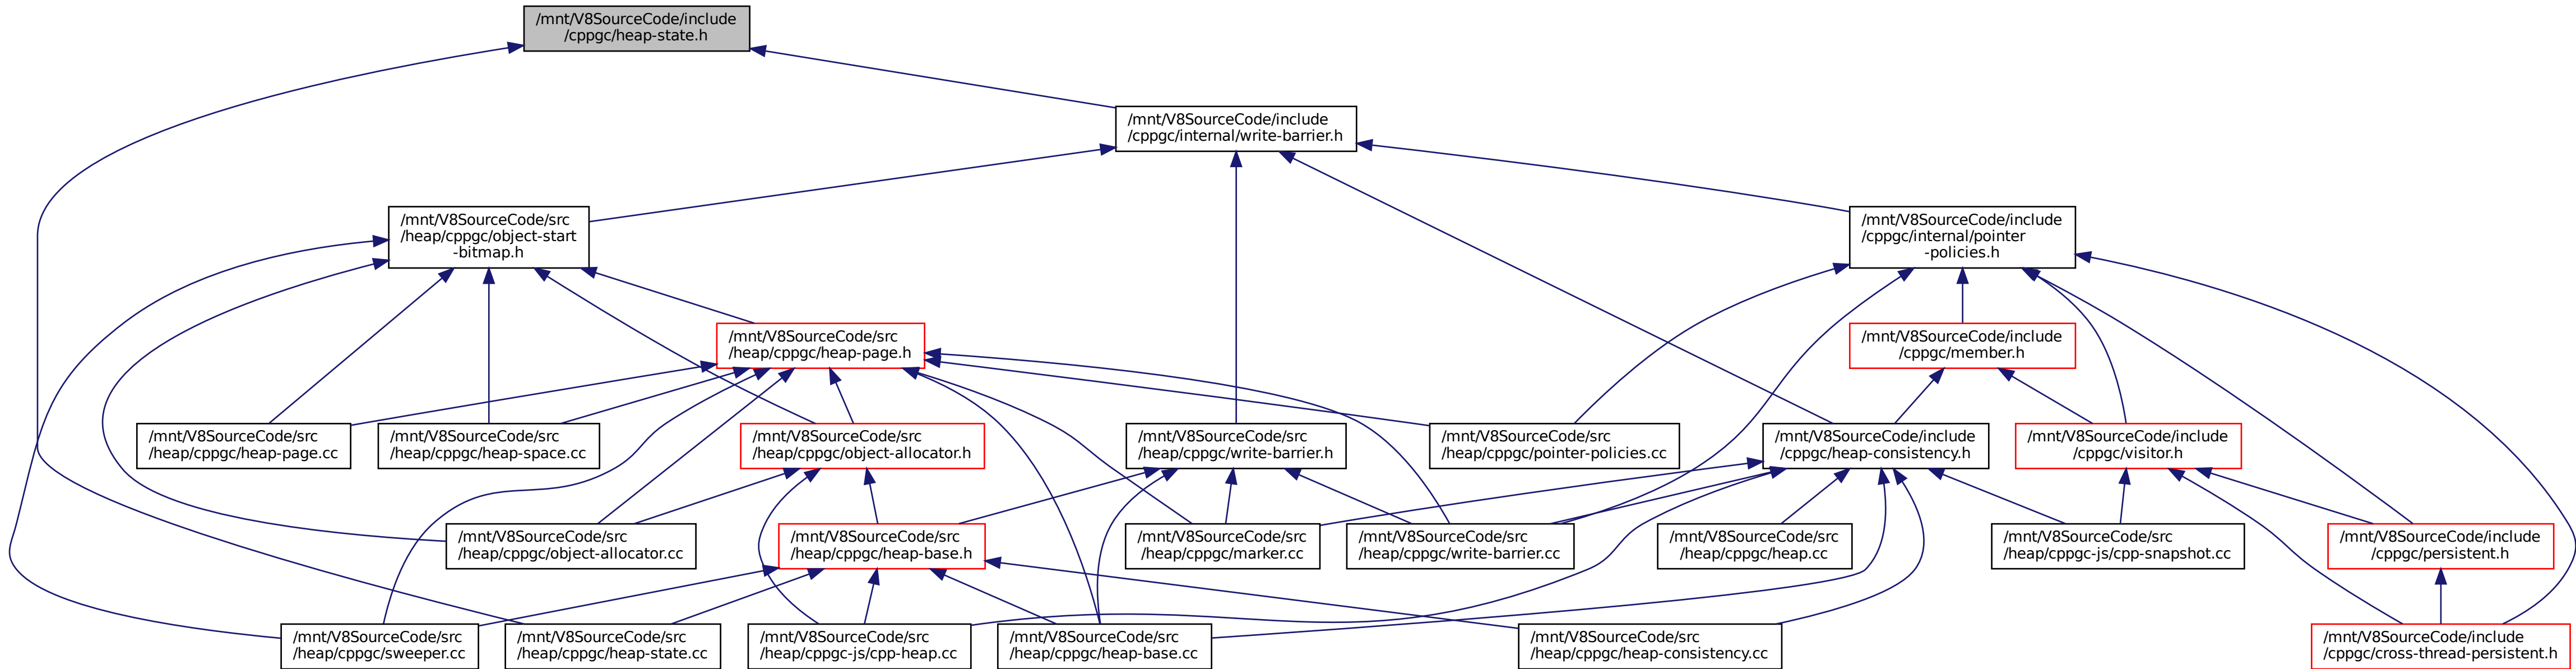 /mnt/V8SourceCode/include
/cppgc/heap-state.h
/mnt/V8SourceCode/include
/cppgc/internal/write-barrier.h
/mnt/V8SourceCode/src
/heap/cppgc/object-start
-bitmap.h
/mnt/V8SourceCode/include
/cppgc/internal/pointer
-policies.h
/mnt/V8SourceCode/src
/heap/cppgc/heap-page.h
/mnt/V8SourceCode/include
/cppgc/member.h
/mnt/V8SourceCode/src
/heap/cppgc/heap-page.cc
/mnt/V8SourceCode/src
/heap/cppgc/heap-space.cc
/mnt/V8SourceCode/src
/heap/cppgc/object-allocator.h
/mnt/V8SourceCode/src
/heap/cppgc/write-barrier.h
/mnt/V8SourceCode/src
/heap/cppgc/pointer-policies.cc
/mnt/V8SourceCode/include
/cppgc/heap-consistency.h
/mnt/V8SourceCode/include
/cppgc/visitor.h
/mnt/V8SourceCode/src
/heap/cppgc/object-allocator.cc
/mnt/V8SourceCode/src
/heap/cppgc/heap-base.h
/mnt/V8SourceCode/src
/heap/cppgc/marker.cc
/mnt/V8SourceCode/src
/heap/cppgc/write-barrier.cc
/mnt/V8SourceCode/src
/heap/cppgc/heap.cc
/mnt/V8SourceCode/src
/heap/cppgc-js/cpp-snapshot.cc
/mnt/V8SourceCode/include
/cppgc/persistent.h
/mnt/V8SourceCode/src
/heap/cppgc/sweeper.cc
/mnt/V8SourceCode/src
/heap/cppgc/heap-state.cc
/mnt/V8SourceCode/src
/heap/cppgc-js/cpp-heap.cc
/mnt/V8SourceCode/src
/heap/cppgc/heap-base.cc
/mnt/V8SourceCode/src
/heap/cppgc/heap-consistency.cc
/mnt/V8SourceCode/include
/cppgc/cross-thread-persistent.h